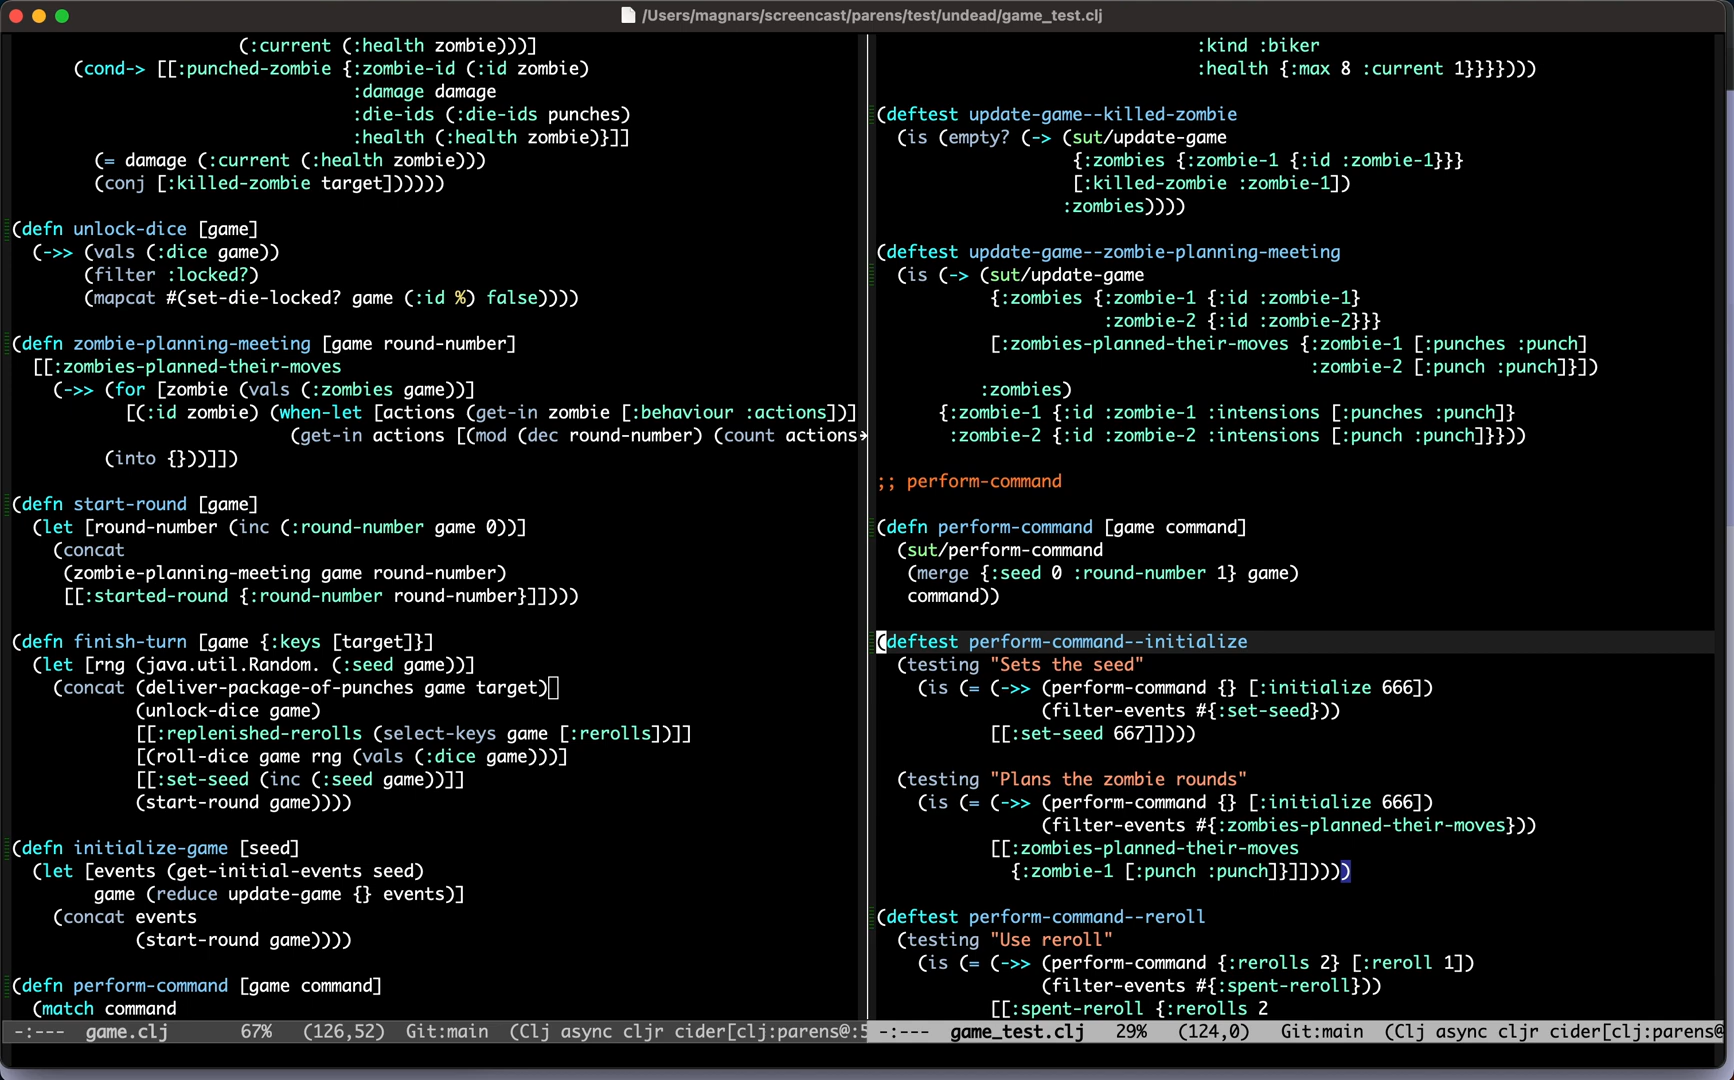 /Users/magnars/screencast/parens/test/undead/game_test.clj
(:current (:health zombie)))]
(cond-> [[:punched-zombie {:zombie-id (:id zombie)
:damage damage
:die-ids (:die-ids punches)
:health (:health zombie)}]]
(= damage (:current (:health zombie)))
(conj [:killed-zombie target])))))
(defn unlock-dice [game]
(->> (vals (:dice game))
(filter :locked?)
(mapcat #(set-die-locked? game (:id %) false))))
(defn zombie-planning-meeting [game round-number]
[[:zombies-planned-their-moves
(->> (for [zombie (vals (:zombies game))]
[(:id zombie) (when-let [actions (get-in zombie [:behaviour :actions])]
(get-in actions [(mod (dec round-number) (count actions
(into {}))]])
(defn start-round [game]
(let [round-number (inc (:round-number game 0))]
(concat
(zombie-planning-meeting game round-number)
[[:started-round {:round-number round-number}]])))
(defn finish-turn [game {:keys [target]}]
(let [rng (java.util.Random. (:seed game))]
(concat (deliver-package-of-punches game target)
(unlock-dice game)
[[:replenished-rerolls (select-keys game [:rerolls])]]
[(roll-dice game rng (vals (:dice game)))]
[[:set-seed (inc (:seed game))]]
(start-round game))))
(defn initialize-game [seed]
(let [events (get-initial-events seed)
game (reduce update-game {} events)]
(concat events
(start-round game))))
(defn perform-command [game command]
(match command
-:--- game.clj 67% (126,52) Git:main (Clj async cljr cider[clj:parens@:5
:kind :biker
:health {:max 8 :current 1}}}})))
(deftest update-game--killed-zombie
(is (empty? (-> (sut/update-game
{:zombies {:zombie-1 {:id :zombie-1}}}
[:killed-zombie :zombie-1])
:zombies))))
(deftest update-game--zombie-planning-meeting
(is (-> (sut/update-game
{:zombies {:zombie-1 {:id :zombie-1}
:zombie-2 {:id :zombie-2}}}
[:zombies-planned-their-moves {:zombie-1 [:punches :punch]
:zombie-2 [:punch :punch]}])
:zombies)
{:zombie-1 {:id :zombie-1 :intensions [:punches :punch]}
:zombie-2 {:id :zombie-2 :intensions [:punch :punch]}}))
;; perform-command
(defn perform-command [game command]
(sut/perform-command
(merge {:seed 0 :round-number 1} game)
command))
(deftest perform-command--initialize
(testing "Sets the seed"
(is (= (->> (perform-command {} [:initialize 666])
(filter-events #{:set-seed}))
[[:set-seed 667]])))
(testing "Plans the zombie rounds"
(is (= (->> (perform-command {} [:initialize 666])
(filter-events #{:zombies-planned-their-moves}))
[[:zombies-planned-their-moves
{:zombie-1 [:punch :punch]}]]))))
(deftest perform-command--reroll
(testing "Use reroll"
(is (= (->> (perform-command {:rerolls 2} [:reroll 1])
(filter-events #{:spent-reroll}))
[[:spent-reroll {:rerolls 2
-:--- game_test.clj 29% (124,0) Git:main (Clj async cljr cider[clj:parens@